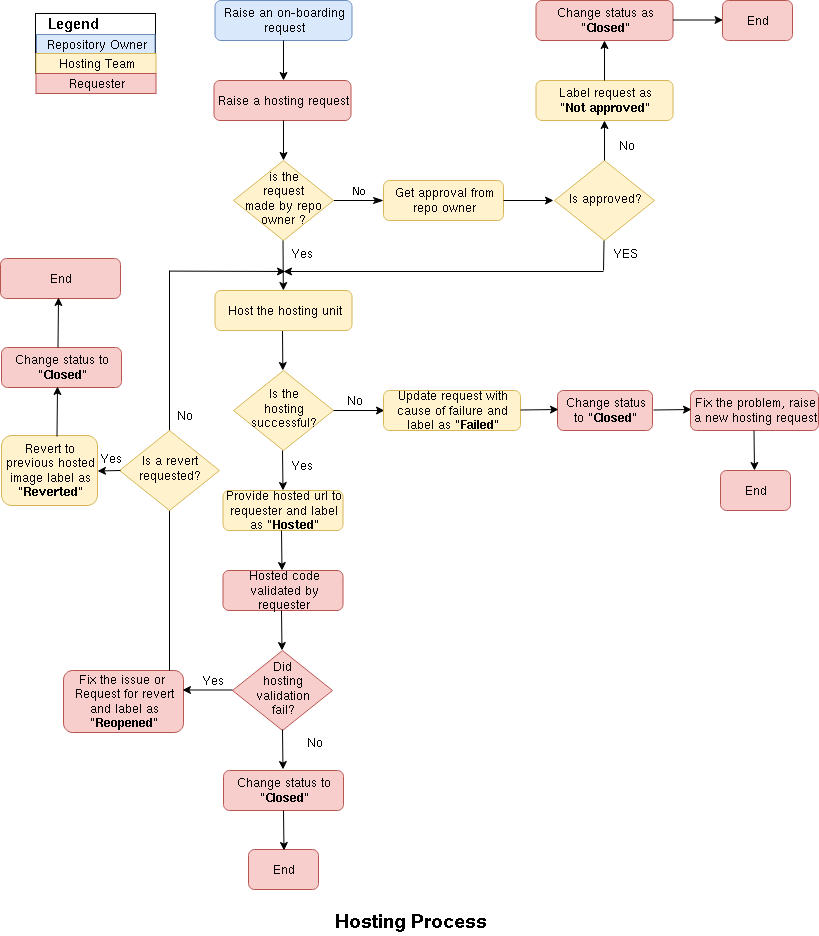 Legend
Repository Owner
Hosting Team
Requester
Raise an on-boarding
request
Change status as
"Closed"
End
Raise a hosting request
Label request as
"Not approved"
No
is the
request
made by repo
owner ?
No
Get approval from
repo owner
Is approved?
Yes
YES
End
Host the hosting unit
Change status to
"Closed"
Is the
hosting
successful?
No
Update request with
cause of failure and
label as "Failed"
Change status
to "Closed"
Fix the problem, raise
a new hosting request
No
Revert to
previous hosted
image label as
"Reverted"
Yes
Is a revert
requested?
Yes
End
Provide hosted url to
requester and label
as "Hosted"
Hosted code
validated by
requester
Fix the issue or
Request for revert
and label as
"Reopened"
Yes
Did
hosting
validation
fail?
No
Change status to
"Closed"
End
Hosting Process